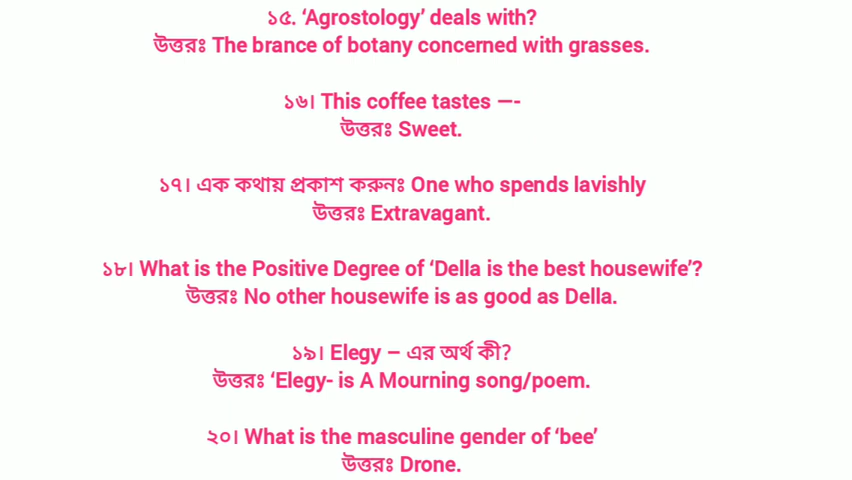 ১৫. ‘Agrostology’ deals with?
উত্তরঃ The brance of botany concerned with grasses.
১৬। This coffee tastes —-
উত্তরঃ Sweet.
১৭। এক কথায় প্রকাশ করুনঃ One who spends lavishly
উত্তরঃ Extravagant.
১৮। What is the Positive Degree of ‘Della is the best housewife’?
উত্তরঃ No other housewife is as good as Della.
১৯। Elegy – এর অর্থ কী?
উত্তরঃ ‘Elegy- is A Mourning song/poem.
২০। What is the masculine gender of ‘bee’
উত্তরঃ Drone.